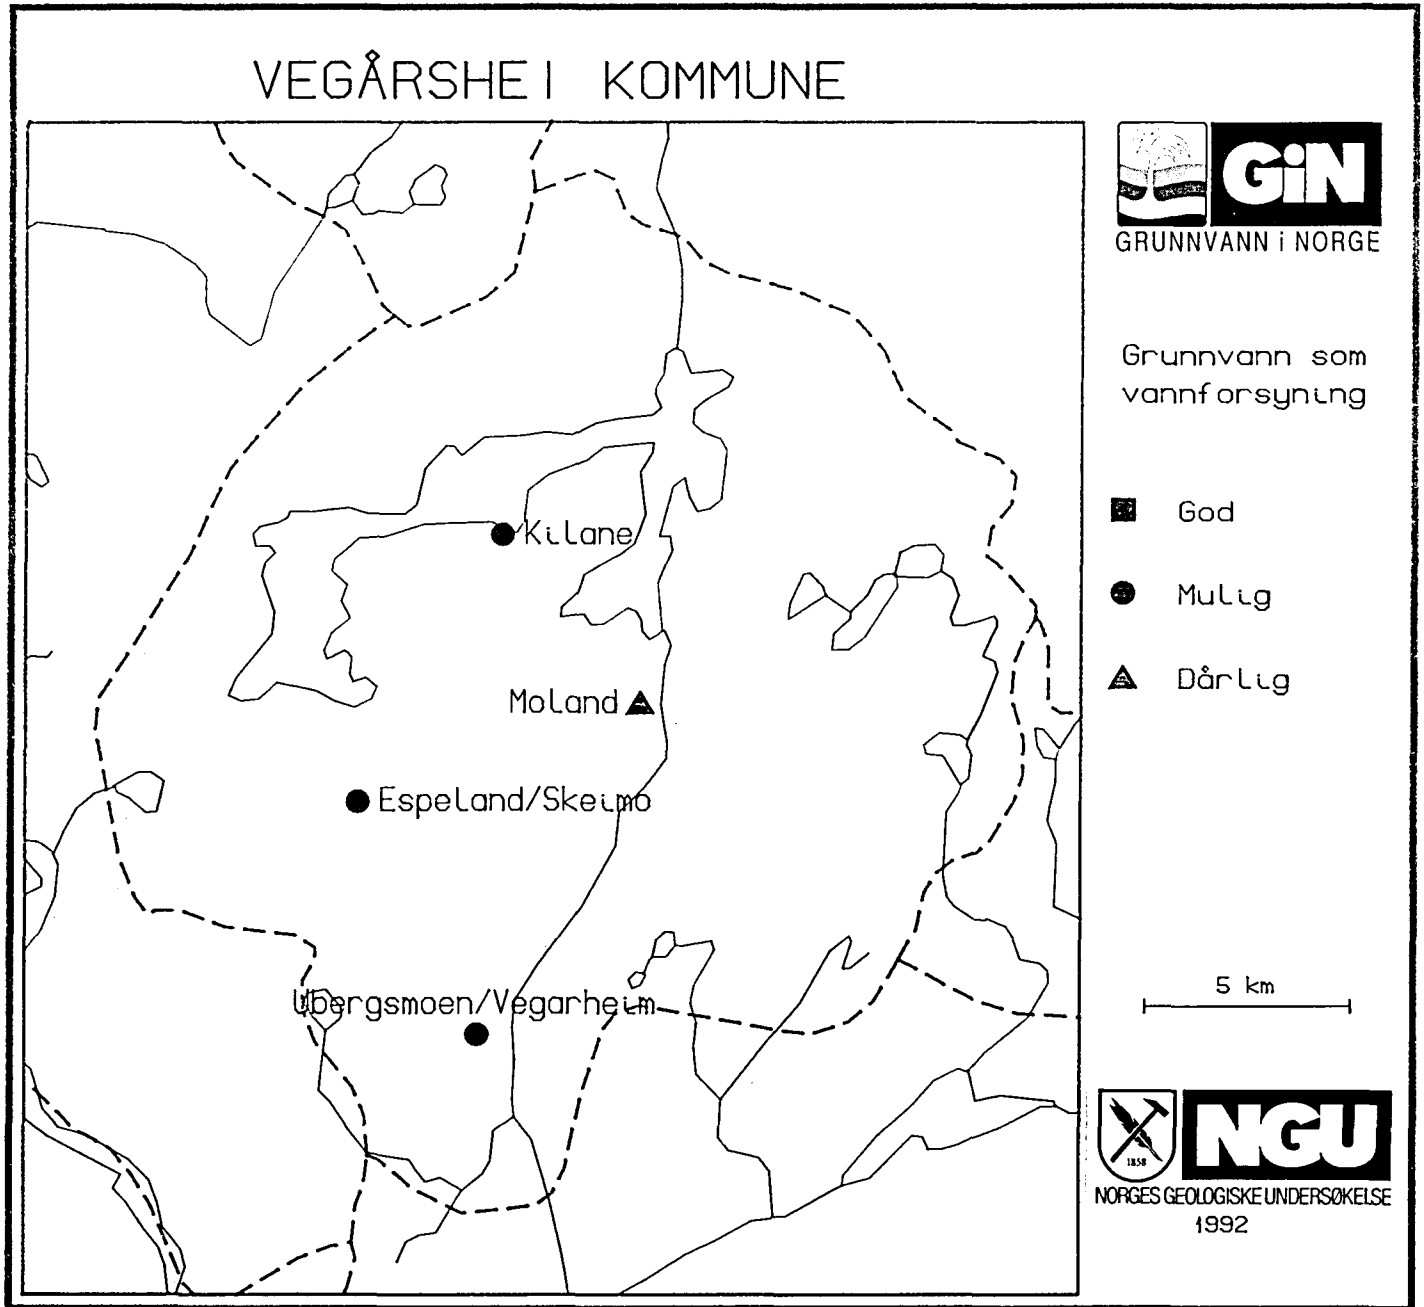 VEGÅRSHEI KOMMUNE
GiN
GRUNNVANN i NORGE
Grunnvann som
vannforsyning
God
Mulig
Dårlig
Kilane
Moland
Espeland/Skeimo
Ubergsmoen/Vegarheim
5 km
1858
NGU
NORGES GEOLOGISKE UNDERSØKELSE
1992